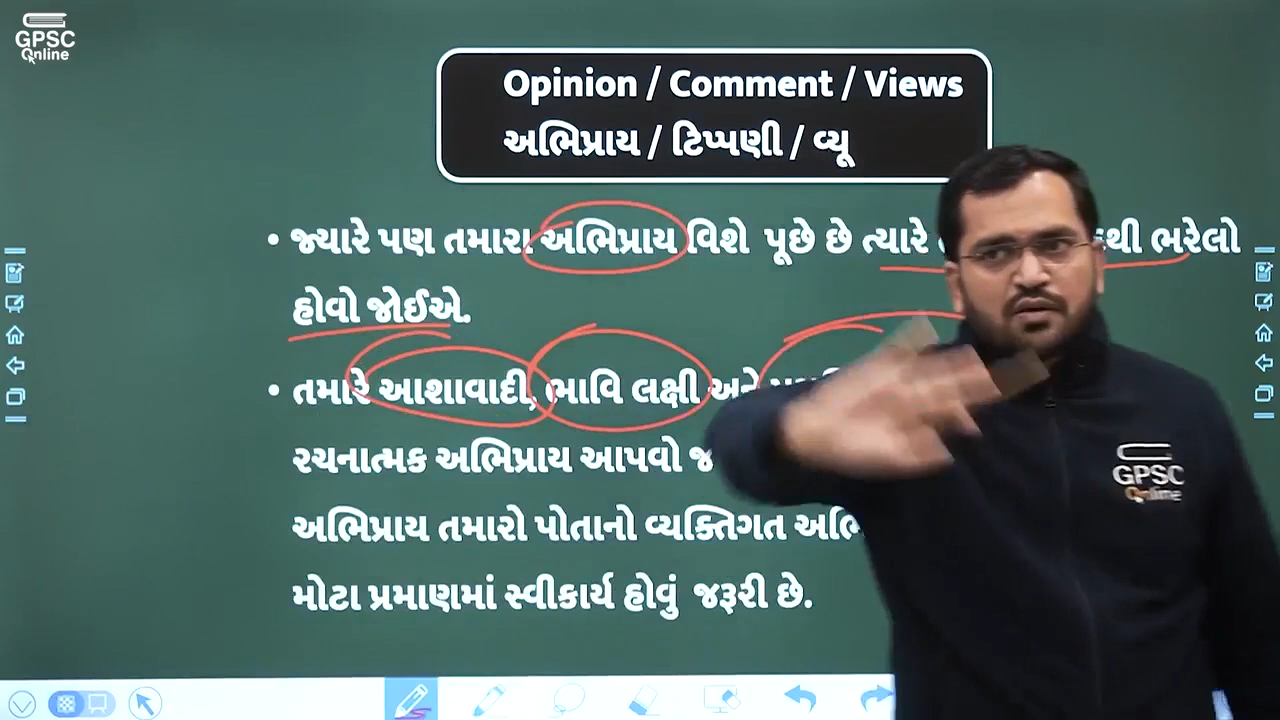 GPSC
Online
Opinion / Comment / Views
અભિપ્રાય / ટિપ્પણી / વ્યૂ
• જ્યારે પણ તમારા અભિપ્રાય વિશે પૂછે છે ત્યારે ભરેલો
હોવો જોઈએ.
• તમારે આશાવાદી, ભાવિ લક્ષી અને
રચનાત્મક અભિપ્રાય આપવો
અભિપ્રાય તમારો પોતાનો વ્યક્તિગત
મોટા પ્રમાણમાં સ્વીકાર્ય હોવું જરૂરી છે.
GPSC
Online